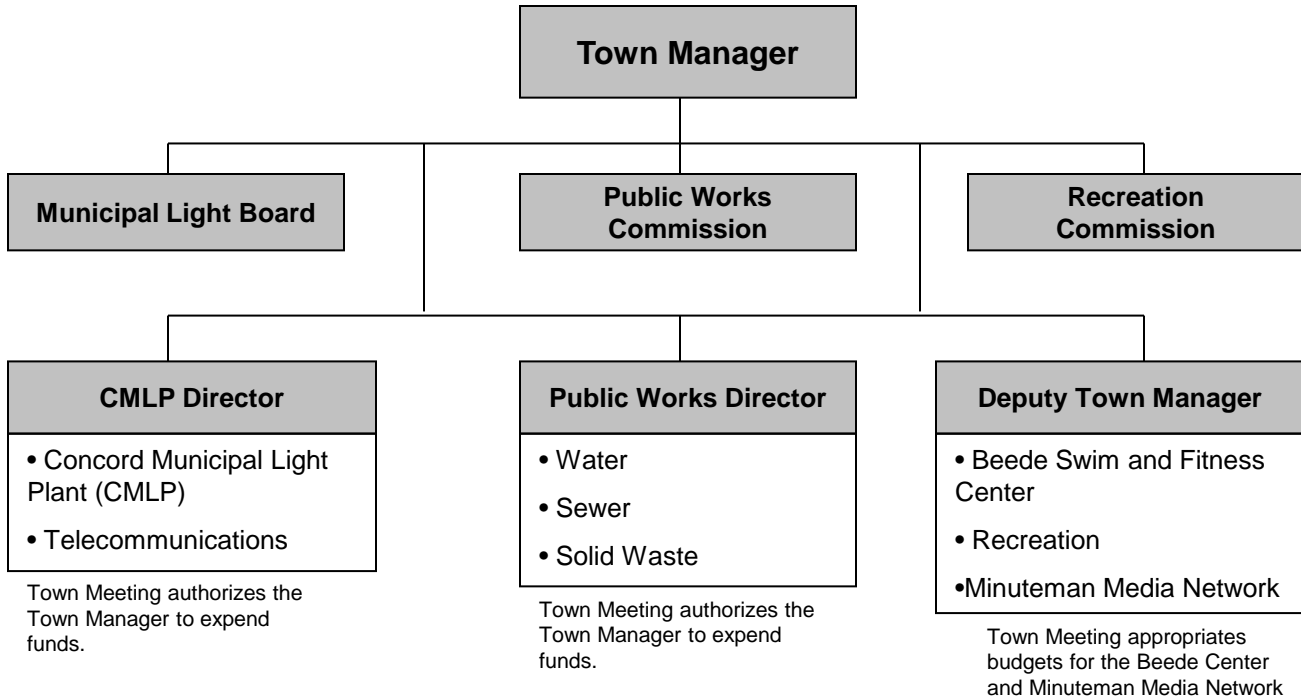 Town Manager
Municipal Light Board
Public Works
Commission
Recreation
Commission
CMLP Director
• Concord Municipal Light
Plant (CMLP)
• Telecommunications
Town Meeting authorizes the
Town Manager to expend
funds.
Public Works Director
• Water
• Sewer
• Solid Waste
Town Meeting authorizes the
Town Manager to expend
funds.
Deputy Town Manager
• Beede Swim and Fitness
Center
• Recreation
•Minuteman Media Network
Town Meeting appropriates
budgets for the Beede Center
and Minuteman Media Network